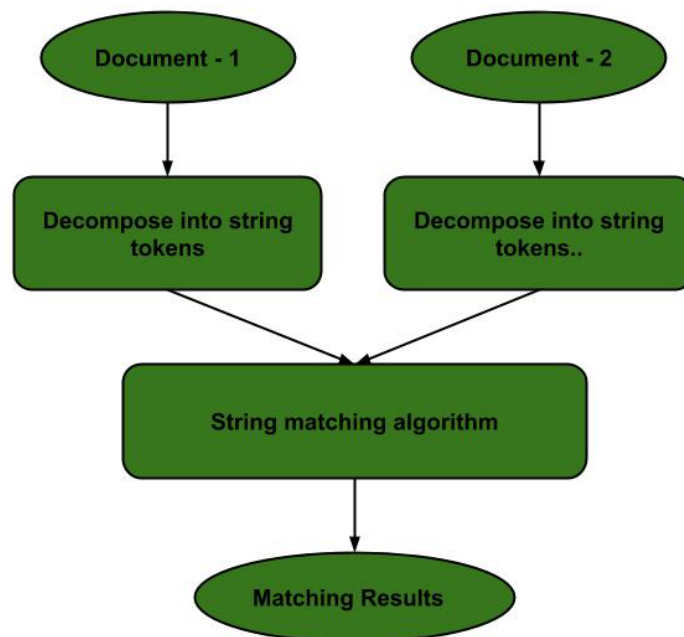 Document - 1
Document - 2
Decompose into string
tokens
Decompose into string
tokens..
String matching algorithm
Matching Results